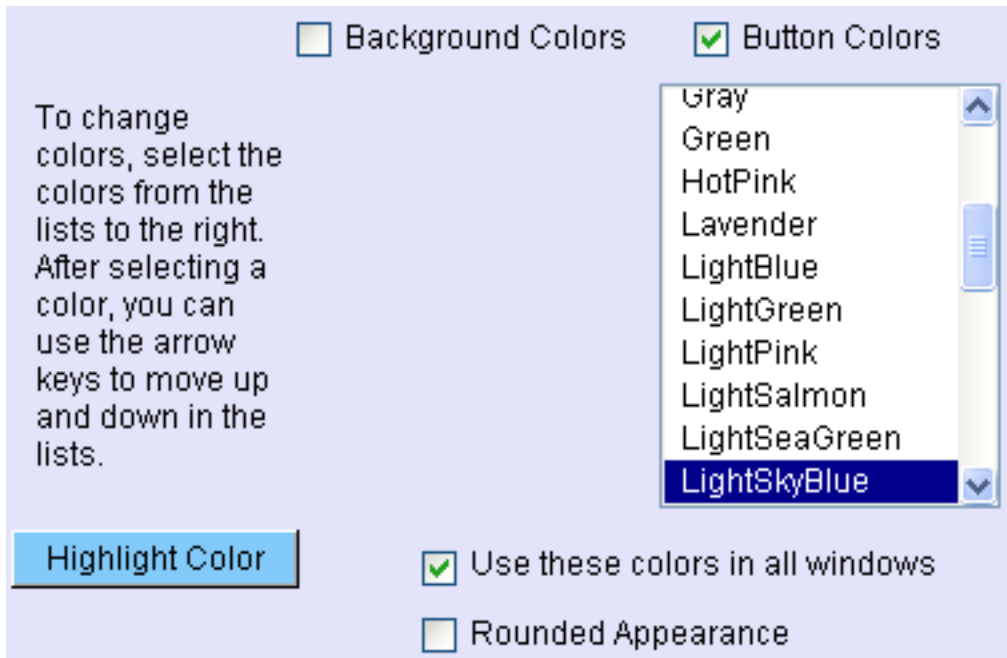 Background Colors
Button Colors
To change
colors, select the
colors from the
lists to the right.
After selecting a
color, you can
use the arrow
keys to move up
and down in the
lists.
Gray
Green
HotPink
Lavender
LightBlue
LightGreen
LightPink
LightSalmon
LightSeaGreen
LightSkyBlue
Highlight Color
Use these colors in all windows
Rounded Appearance